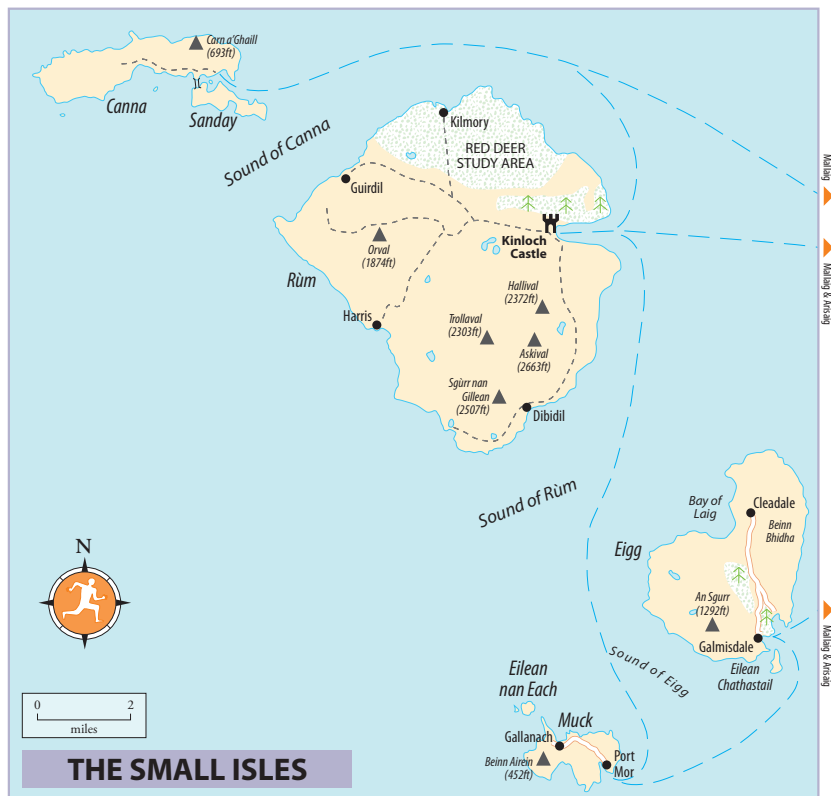 Carn a'Ghaill
(693ft)
Canna
Sanday
Sound of Canna
Kilmory
RED DEER
STUDY AREA
Mallaig
Guirdil
Kinloch
Castle
Orval
(1874ft)
Mallaig & Arisaig
Rùm
Hallival
(2372ft)
Harris
Trollaval
(2303ft)
Askival
(2663ft)
Sgùrr nan
Gillean
(2507ft)
Dibidil
Sound of Rùm
Bay of
Laig
Cleadale
Beinn
Bhidha
Eigg
N
An Sgurr
(1292ft)
Galmisdale
Mallaig & Arisaig
Sound of Eigg
Eilean
Chathastail
Eilean
nan Each
0 2
miles
Muck
Gallanach
Port
Mor
Beinn Airein
(452ft)
THE SMALL ISLES